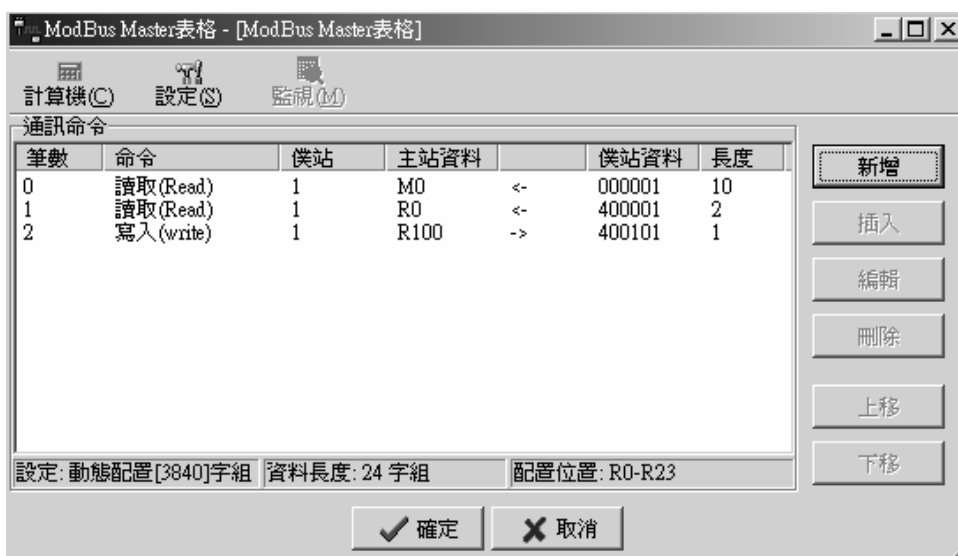 ModBus Master表格 - [ModBus Master表格]
計算機(C) 設定(S) 監視(M)
通訊命令
筆數 命令 僕站 主站資料 僕站資料 長度
0 讀取(Read) 1 M0 <- 000001 10
1 讀取(Read) 1 R0 <- 400001 2
2 寫入(write) 1 R100 -> 400101 1
新增
插入
編輯
刪除
上移
下移
設定: 動態配置[3840]字組 資料長度: 24 字組 配置位置: R0-R23
確定 取消